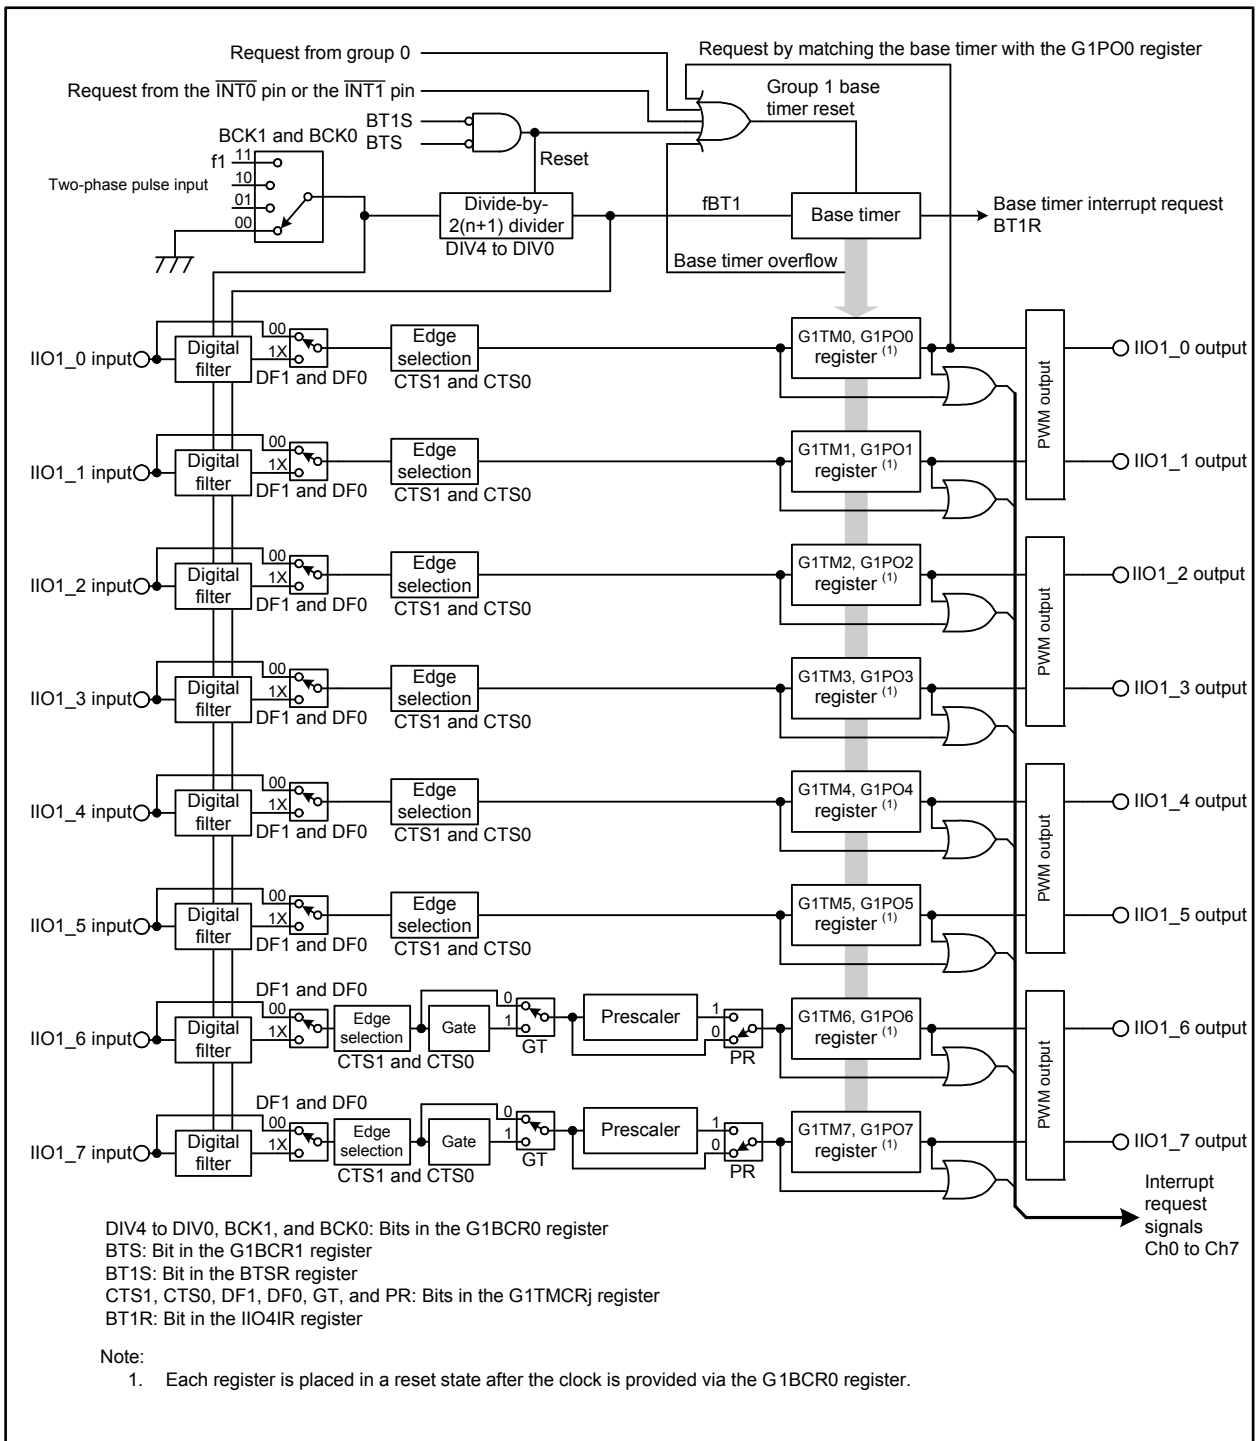 Request from group 0
Request by matching the base timer with the G1PO0 register
Request from the INT0 pin or the INT1 pin
Group 1 base
timer reset
BT1S
BTS
BCK1 and BCK0
f1
11
Two-phase pulse input
10
01
00
Reset
Divide-by-
2(n+1) divider
DIV4 to DIV0
fBT1
Base timer
Base timer interrupt request
BT1R
Base timer overflow
IIO1_0 input
Digital
filter
00
1X
DF1 and DF0
Edge
selection
CTS1 and CTS0
G1TM0, G1PO0
register (1)
PWM output
IIO1_0 output
IIO1_1 input
Digital
filter
00
1X
DF1 and DF0
Edge
selection
CTS1 and CTS0
G1TM1, G1PO1
register (1)
IIO1_1 output
IIO1_2 input
Digital
filter
00
1X
DF1 and DF0
Edge
selection
CTS1 and CTS0
G1TM2, G1PO2
register (1)
PWM output
IIO1_2 output
IIO1_3 input
Digital
filter
00
1X
DF1 and DF0
Edge
selection
CTS1 and CTS0
G1TM3, G1PO3
register (1)
IIO1_3 output
IIO1_4 input
Digital
filter
00
1X
DF1 and DF0
Edge
selection
CTS1 and CTS0
G1TM4, G1PO4
register (1)
PWM output
IIO1_4 output
IIO1_5 input
Digital
filter
00
1X
DF1 and DF0
Edge
selection
CTS1 and CTS0
G1TM5, G1PO5
register (1)
IIO1_5 output
IIO1_6 input
Digital
filter
DF1 and DF0
00
1X
Edge
selection
CTS1 and CTS0
Gate
0
1
GT
Prescaler
1
0
PR
G1TM6, G1PO6
register (1)
PWM output
IIO1_6 output
IIO1_7 input
Digital
filter
DF1 and DF0
00
1X
Edge
selection
CTS1 and CTS0
Gate
0
1
GT
Prescaler
1
0
PR
G1TM7, G1PO7
register (1)
IIO1_7 output
Interrupt
request
signals
Ch0 to Ch7
DIV4 to DIV0, BCK1, and BCK0: Bits in the G1BCR0 register
BTS: Bit in the G1BCR1 register
BT1S: Bit in the BTSR register
CTS1, CTS0, DF1, DF0, GT, and PR: Bits in the G1TMCRj register
BT1R: Bit in the IIO4IR register
Note:
1. Each register is placed in a reset state after the clock is provided via the G1BCR0 register.